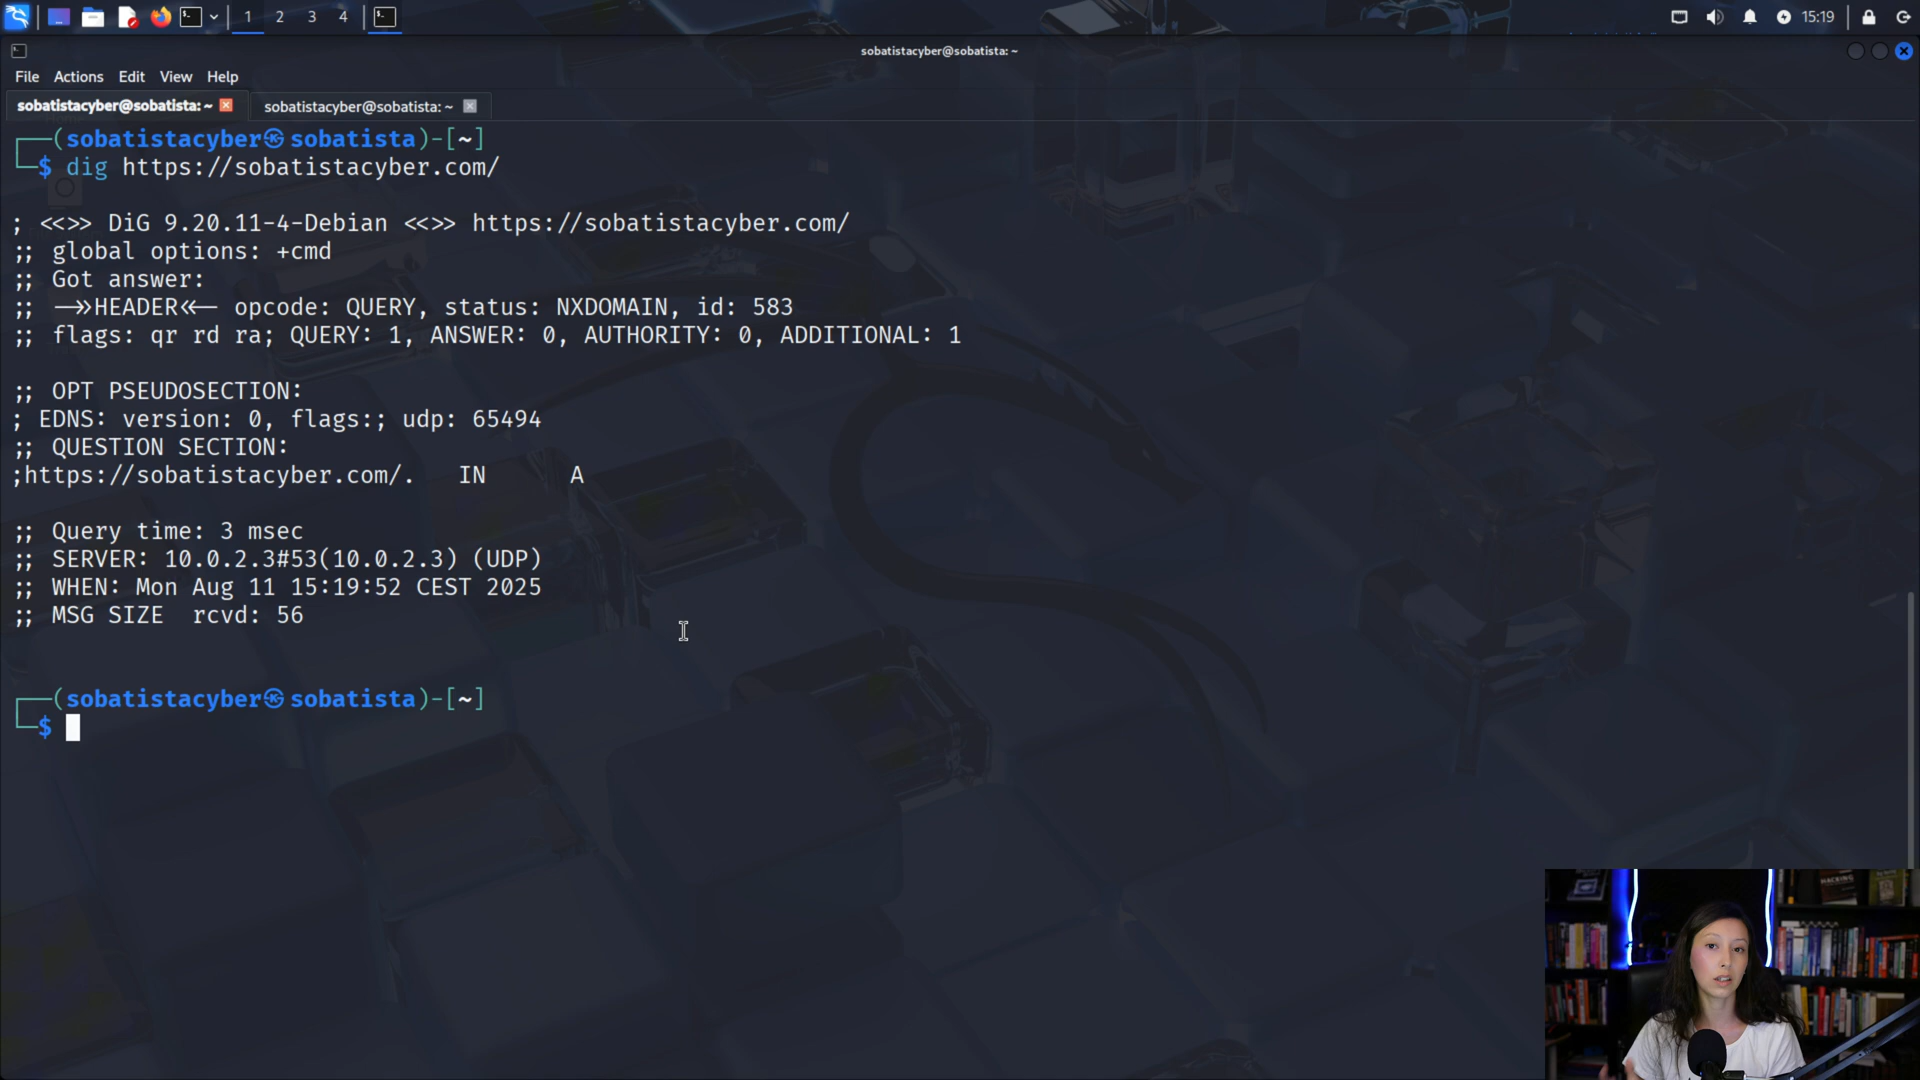 1 2 3 4
15:19
sobatistacyber@sobatista: ~
File Actions Edit View Help
sobatistacyber@sobatista: ~
sobatistacyber@sobatista: ~
┌──(sobatistacyber㉿sobatista)-[~]
└─$ dig https://sobatistacyber.com/
; <<>> DiG 9.20.11-4-Debian <<>> https://sobatistacyber.com/
;; global options: +cmd
;; Got answer:
;; ->>HEADER<<- opcode: QUERY, status: NXDOMAIN, id: 583
;; flags: qr rd ra; QUERY: 1, ANSWER: 0, AUTHORITY: 0, ADDITIONAL: 1
;; OPT PSEUDOSECTION:
; EDNS: version: 0, flags:; udp: 65494
;; QUESTION SECTION:
;https://sobatistacyber.com/. IN A
;; Query time: 3 msec
;; SERVER: 10.0.2.3#53(10.0.2.3) (UDP)
;; WHEN: Mon Aug 11 15:19:52 CEST 2025
;; MSG SIZE rcvd: 56
┌──(sobatistacyber㉿sobatista)-[~]
└─$
HACKING